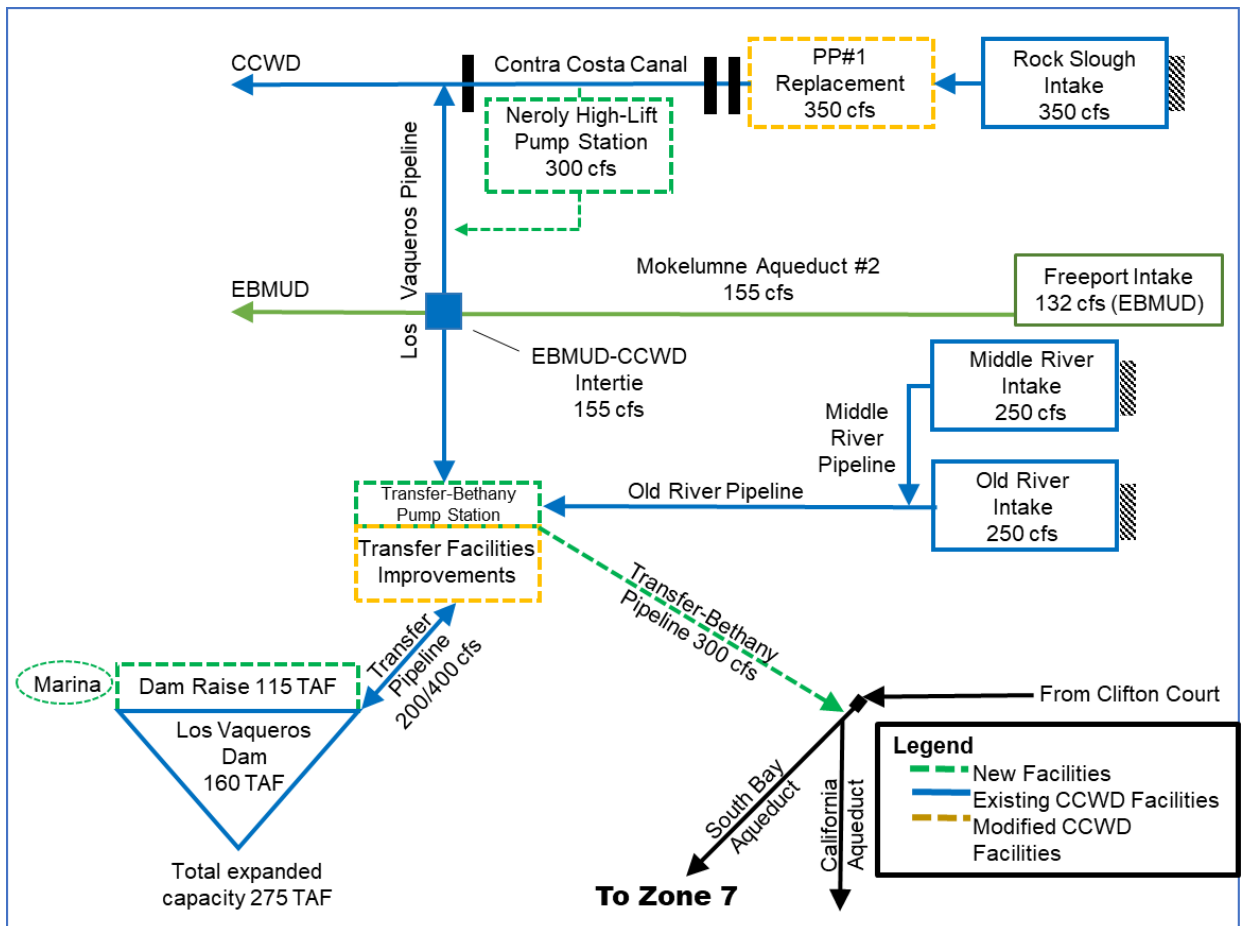 CCWD
Contra Costa Canal
PP#1
Replacement
350 cfs
Rock Slough
Intake
350 cfs
Neroly High-Lift
Pump Station
300 cfs
Los Vaqueros Pipeline
EBMUD
Mokelumne Aqueduct #2
155 cfs
Freeport Intake
132 cfs (EBMUD)
EBMUD-CCWD
Intertie
155 cfs
Middle River
Intake
250 cfs
Middle
River
Pipeline
Transfer-Bethany
Pump Station
Old River Pipeline
Old River
Intake
250 cfs
Transfer Facilities
Improvements
Transfer-Bethany
Pipeline 300 cfs
Transfer
Pipeline
200/400 cfs
Marina
Dam Raise 115 TAF
Los Vaqueros
Dam
160 TAF
Total expanded
capacity 275 TAF
From Clifton Court
South Bay
Aqueduct
California
Aqueduct
To Zone 7
Legend
New Facilities
Existing CCWD Facilities
Modified CCWD
Facilities